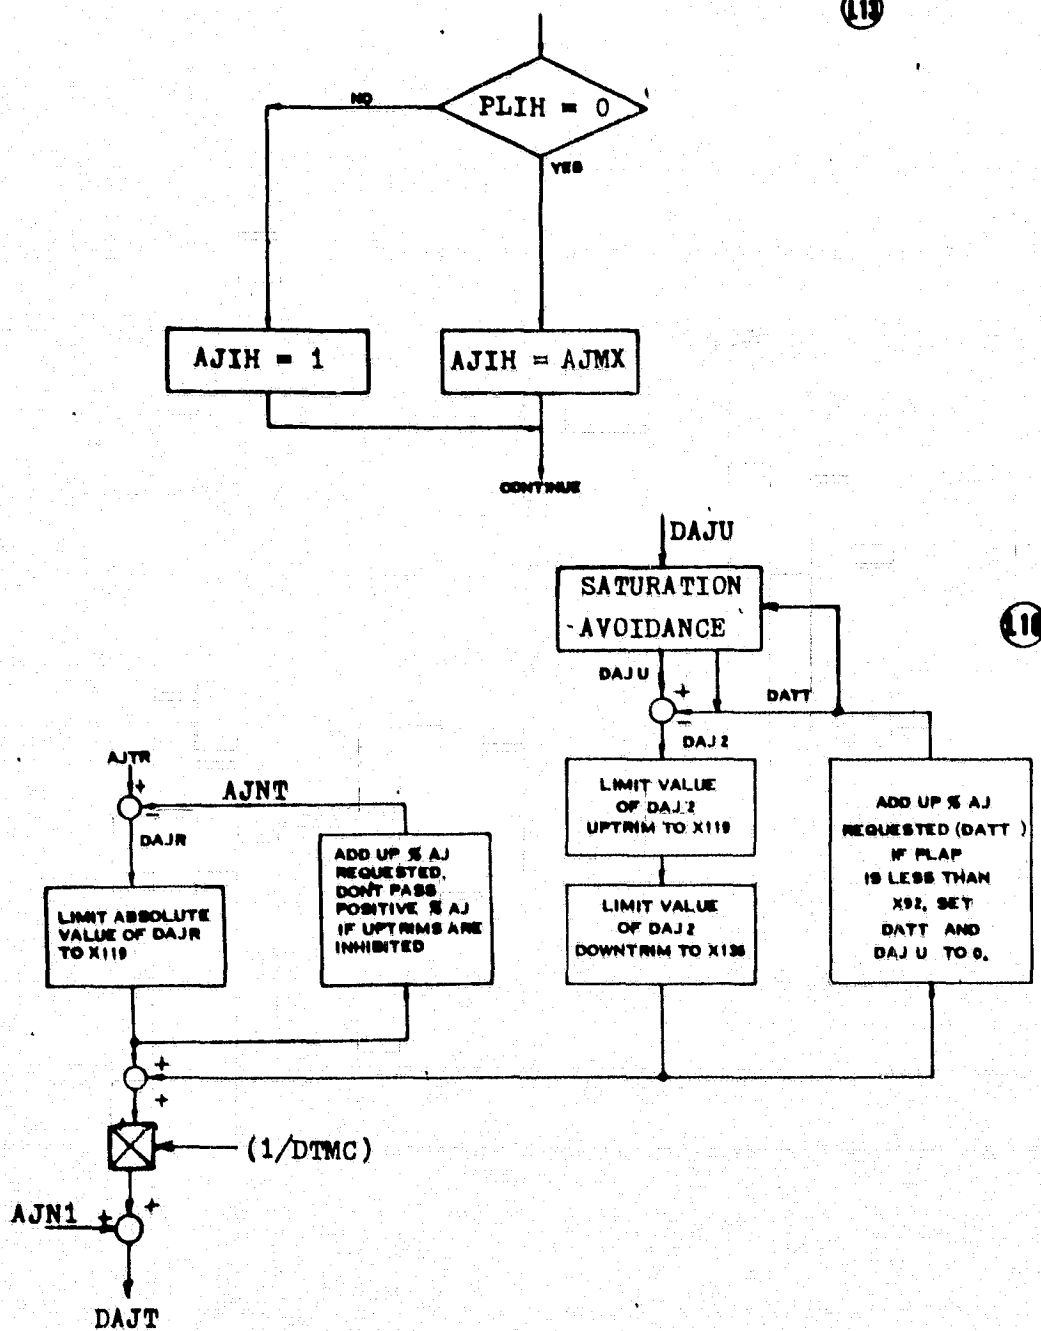 PLIH = 0
NO
YES
AJIH = 1
AJIH = AJMX
CONTINUE
DAJU
SATURATION
AVOIDANCE
DAJ U
+
DATT
−
DAJ2
AJTR
+
AJNT
−
DAJR
LIMIT ABSOLUTE
VALUE OF DAJR
TO X119
ADD UP % AJ
REQUESTED,
DON'T PASS
POSITIVE % AJ
IF UPTRIMS ARE
INHIBITED
LIMIT VALUE
OF DAJ2
UPTRIM TO X119
LIMIT VALUE
OF DAJ2
DOWNTRIM TO X136
ADD UP % AJ
REQUESTED (DATT )
IF PLAP
IS LESS THAN
X92, SET
DATT AND
DAJ U TO 0.
+
+
(1/DTMC)
+
AJN1 +
DAJT